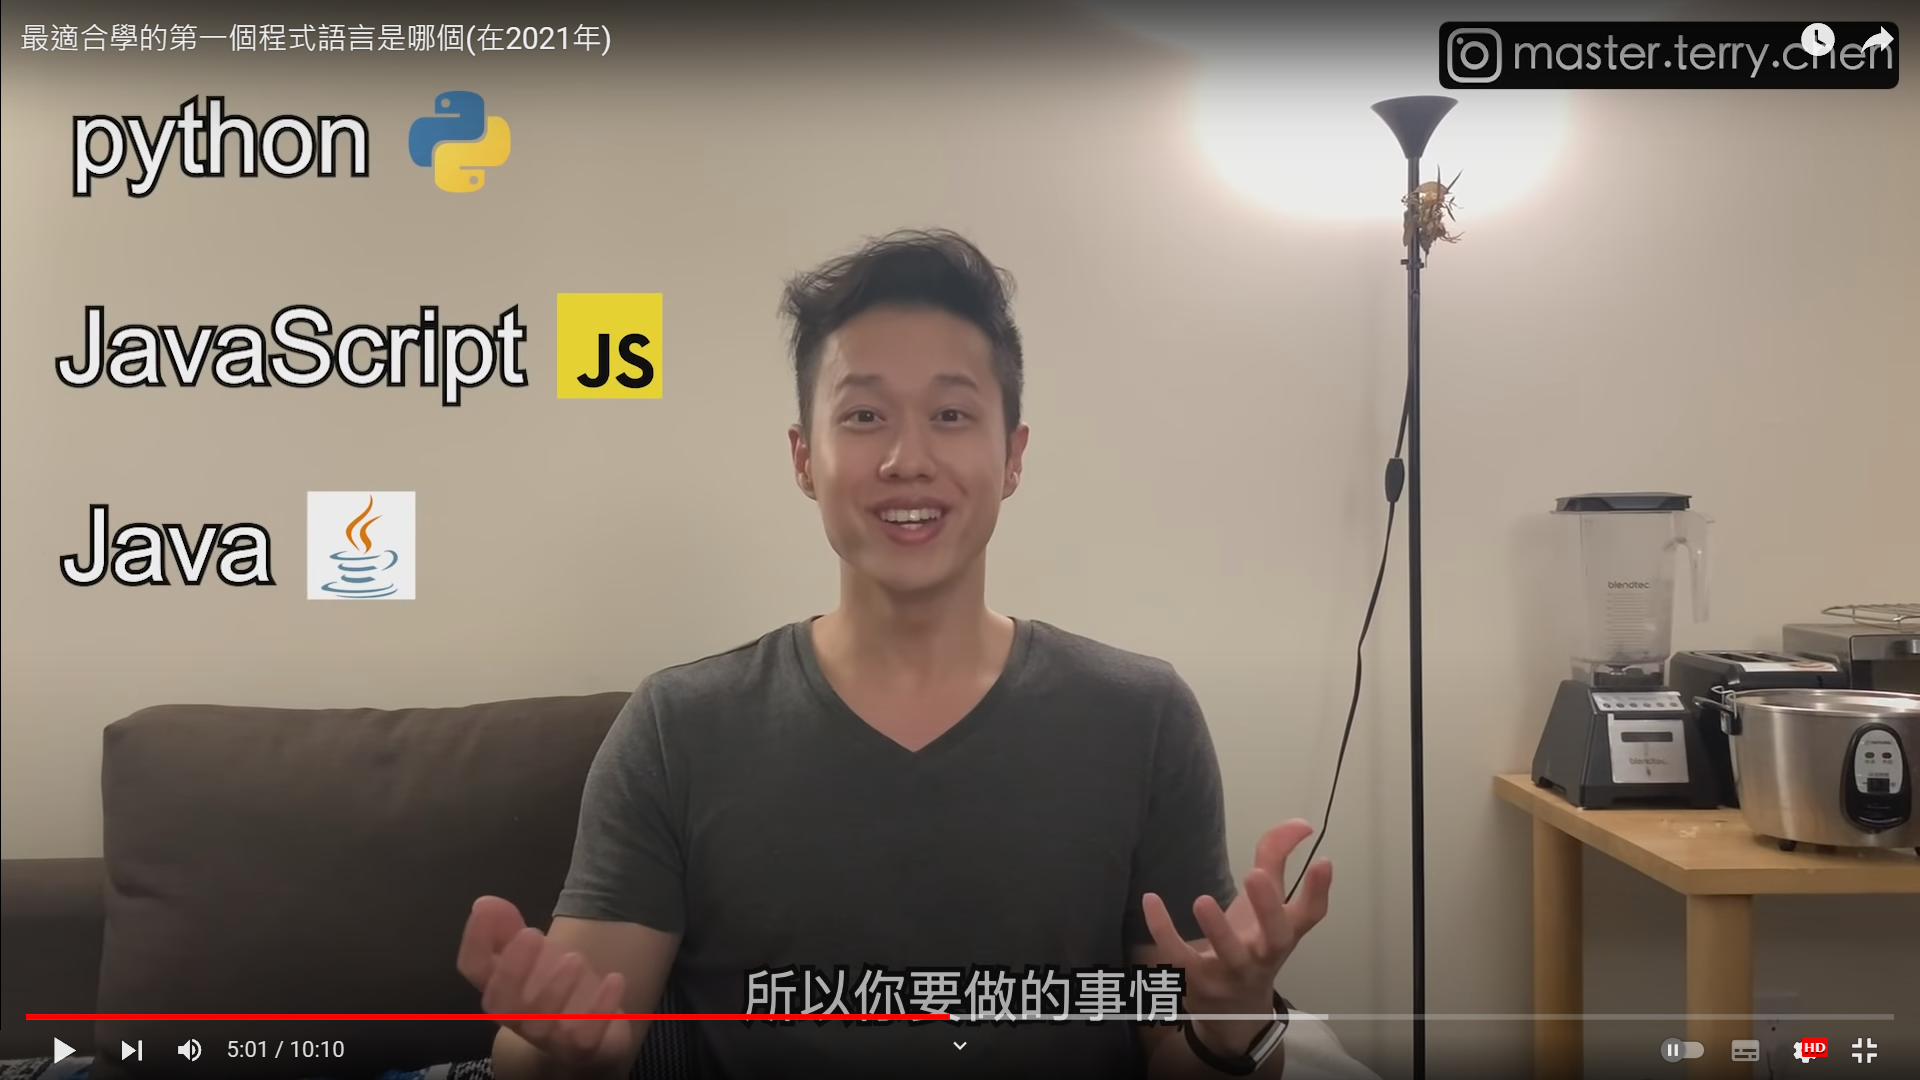 最適合學的第一個程式語言是哪個(在2021年)
master.terry.chen
python
JavaScript
JS
Java
blendtec
blendtec
所以你要做的事情
5:01 / 10:10
HD